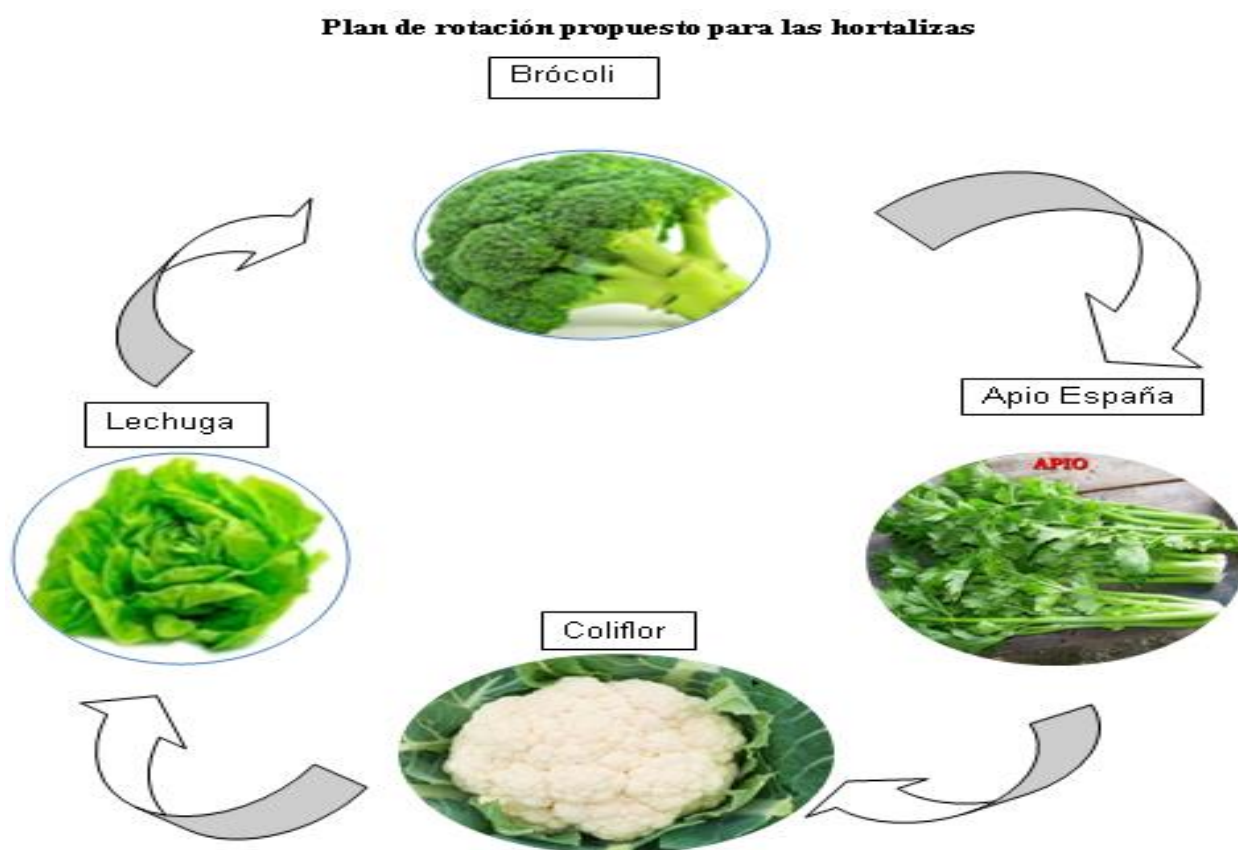 Plan de rotación propuesto para las hortalizas
Brócoli
Apio España
Lechuga
APIO
Coliflor